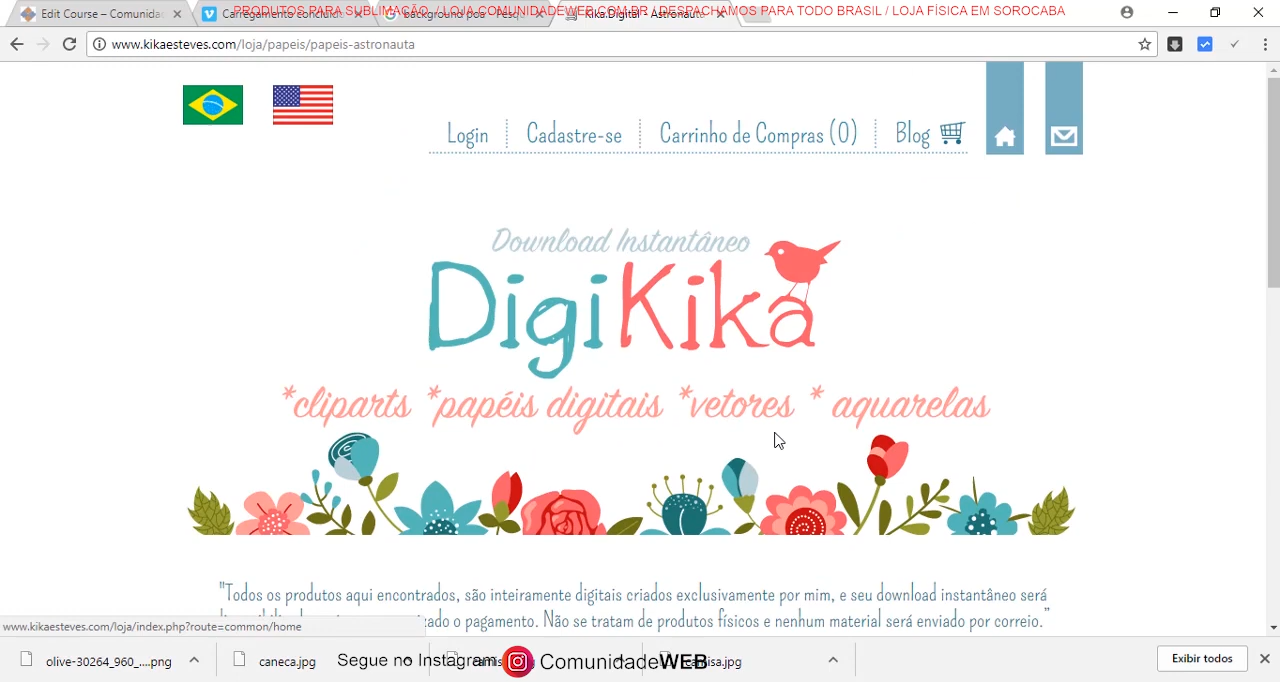 PRODUTOS PARA SUBLIMAÇÃO / LOJA.COMUNIDADEWEB.COM.BR / DESPACHAMOS PARA TODO BRASIL / LOJA FÍSICA EM SOROCABA
Edit Course – Comunida
Carregamento concluíd
Kika.Digital - Astronauta
www.kikaesteves.com/loja/papeis/papeis-astronauta
Login
Cadastre-se
Carrinho de Compras (0)
Blog
Download Instantâneo
DigiKika
*cliparts *papéis digitais *vetores * aquarelas
"Todos os produtos aqui encontrados, são inteiramente digitais criados exclusivamente por mim, e seu download instantâneo será
o pagamento. Não se tratam de produtos físicos e nenhum material será enviado por correio."
www.kikaesteves.com/loja/index.php?route=common/home
olive-30264_960_....png
caneca.jpg
Segue no Instagram
ComunidadeWEB
Exibir todos